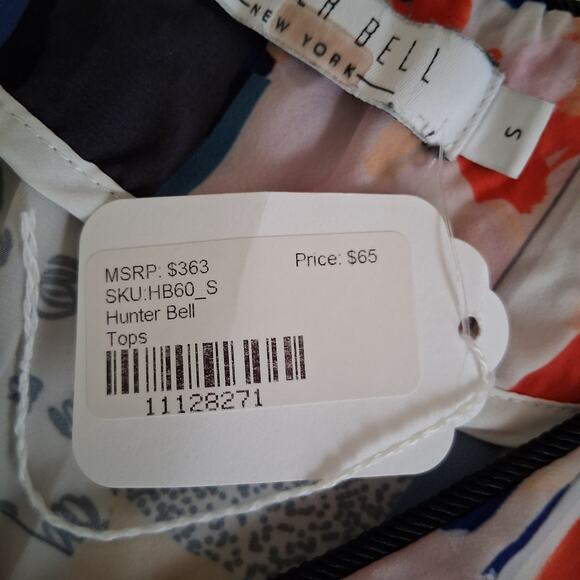 BELL
NEW YORK
S
MSRP: $363
Price: $65
SKU:HB60_S
Hunter Bell
Tops
11128271